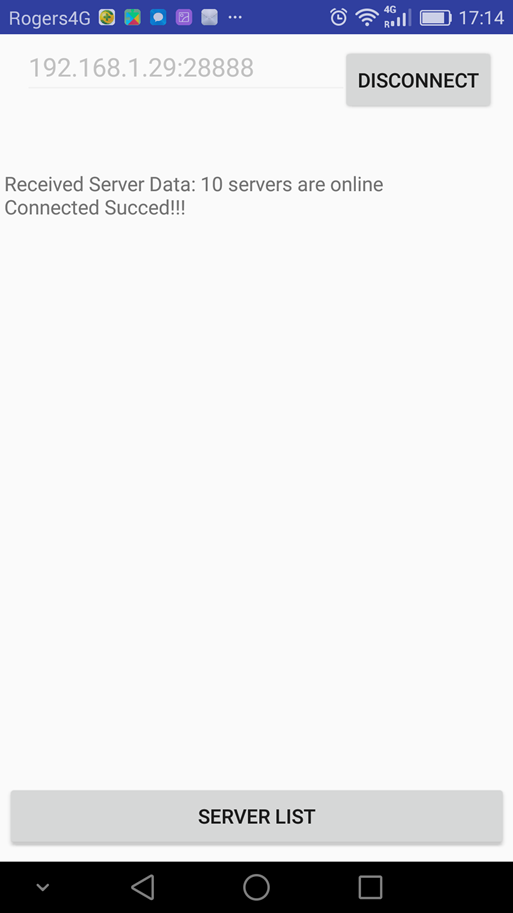 Rogers4G
4G
R
17:14
192.168.1.29:28888
DISCONNECT
Received Server Data: 10 servers are online
Connected Succed!!!
SERVER LIST